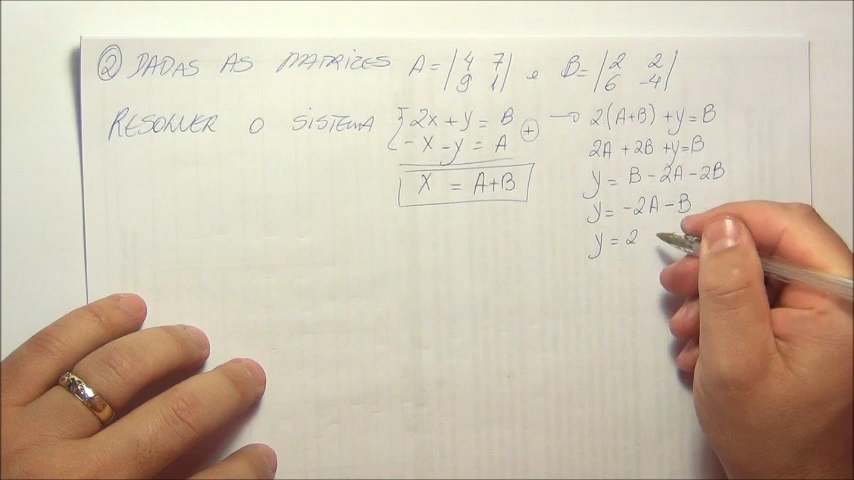 ② DADAS AS MATRIZES A = |4 7| e B = |2 2|
|9 1| |6 -4|
RESOLVER O SISTEMA { 2x + y = B ⊕ → 2(A+B) + y = B
- x - y = A 2A + 2B + y = B
x = A+B y = B - 2A - 2B
y = -2A - B
y = 2